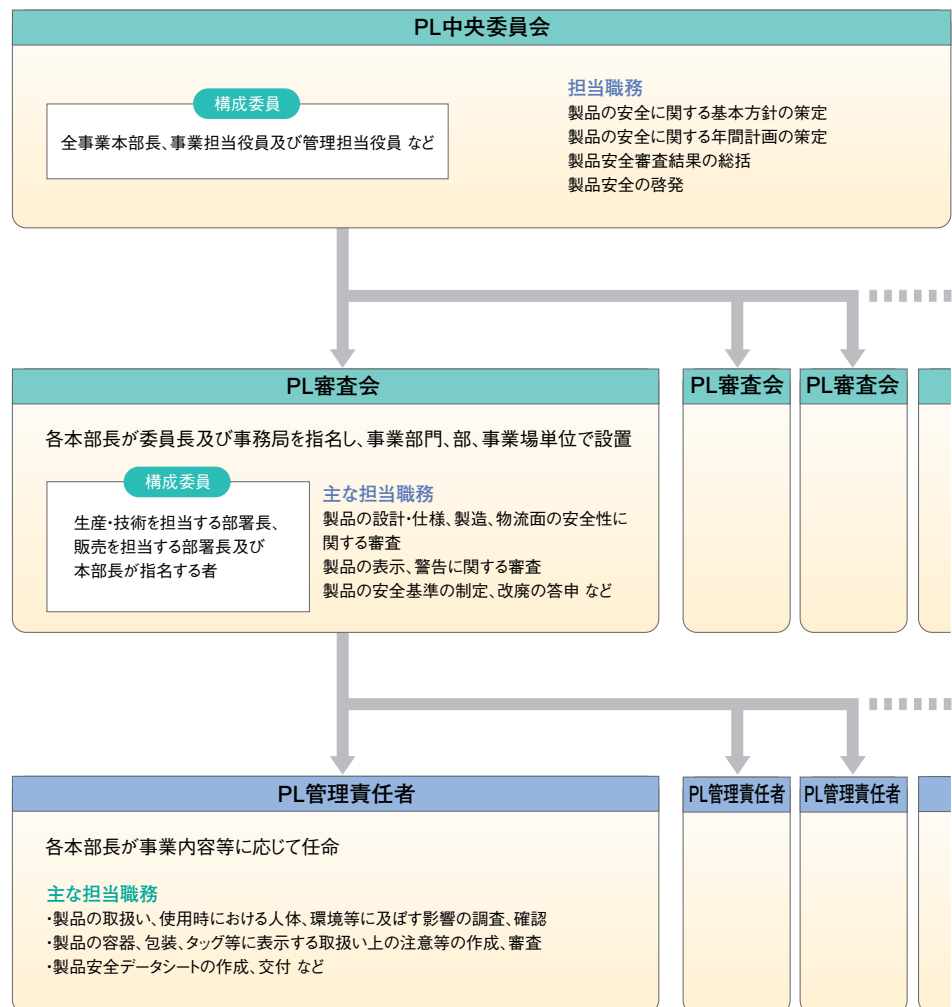 PL中央委員会
構成委員
全事業本部長、事業担当役員及び管理担当役員 など
担当職務
製品の安全に関する基本方針の策定
製品の安全に関する年間計画の策定
製品安全審査結果の総括
製品安全の啓発
PL審査会
各本部長が委員長及び事務局を指名し、事業部門、部、事業場単位で設置
構成委員
生産・技術を担当する部署長、
販売を担当する部署長及び
本部長が指名する者
主な担当職務
製品の設計・仕様、製造、物流面の安全性に
関する審査
製品の表示、警告に関する審査
製品の安全基準の制定、改廃の答申 など
PL審査会
PL審査会
PL管理責任者
各本部長が事業内容等に応じて任命
主な担当職務
・製品の取扱い、使用時における人体、環境等に及ぼす影響の調査、確認
・製品の容器、包装、タッグ等に表示する取扱い上の注意等の作成、審査
・製品安全データシートの作成、交付 など
PL管理責任者
PL管理責任者